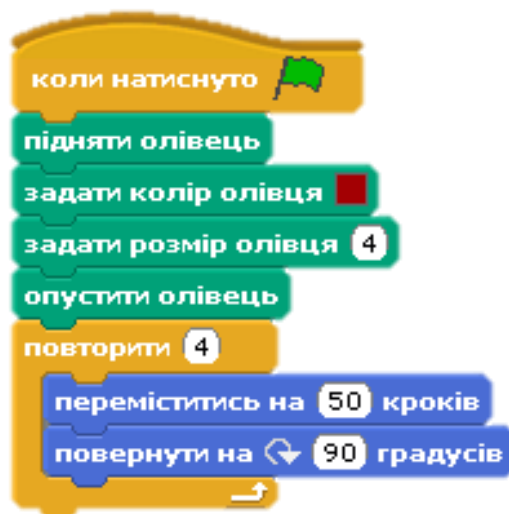 коли натиснуто
підняти олівець
задати колір олівця
задати розмір олівця 4
опустити олівець
повторити 4
переміститись на 50 кроків
повернути на 90 градусів